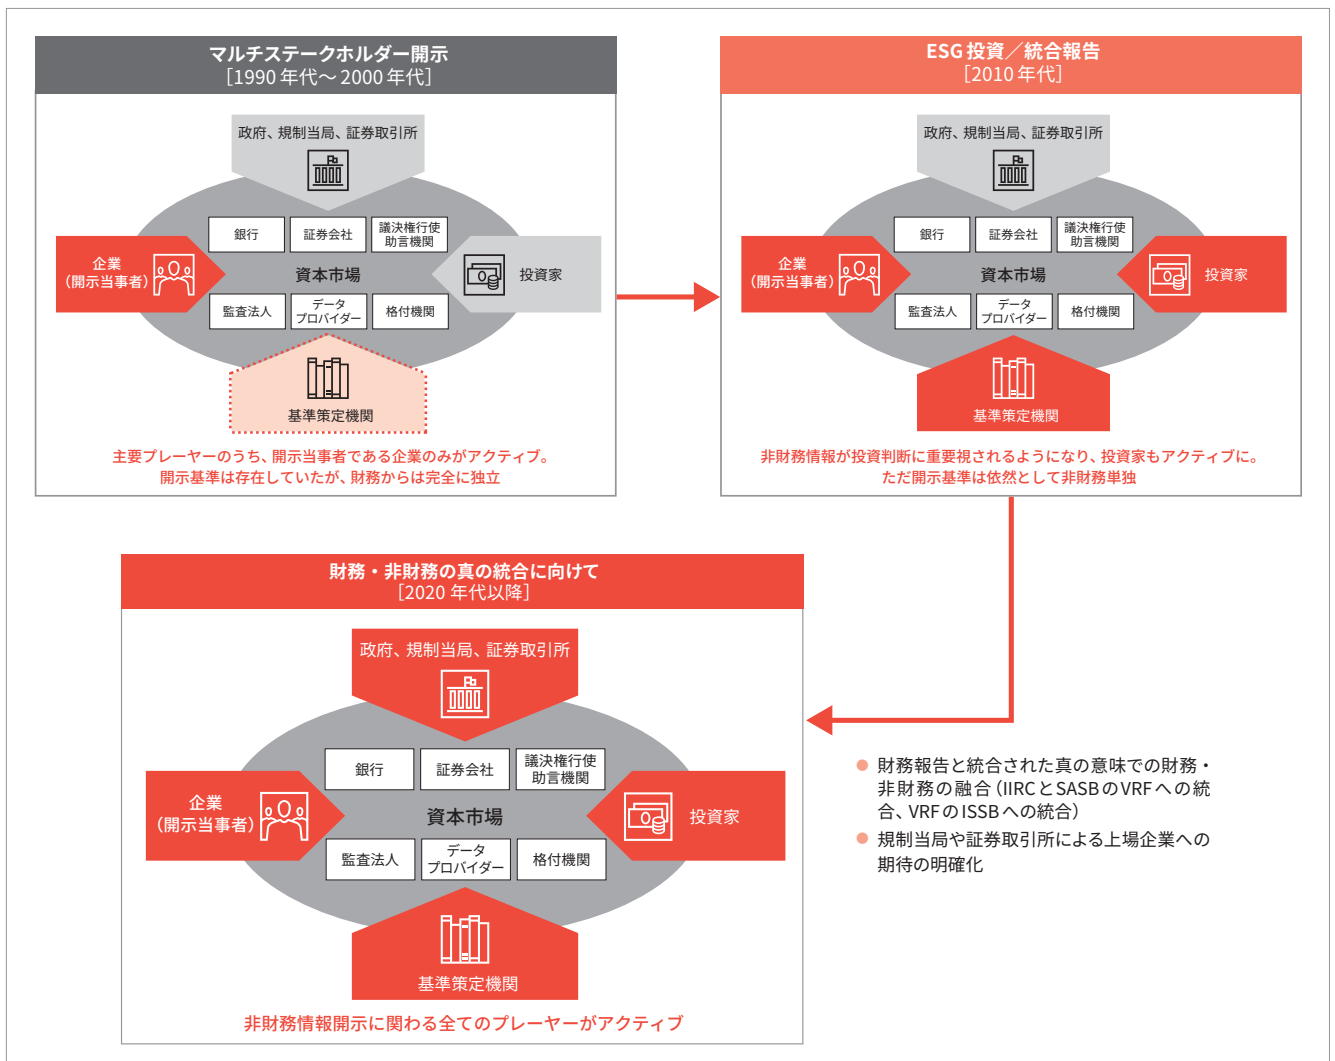 マルチステークホルダー開示
［1990年代～2000年代］
政府、規制当局、証券取引所
銀行
証券会社
議決権行使
助言機関
企業
（開示当事者）
資本市場
投資家
監査法人
データ
プロバイダー
格付機関
基準策定機関
主要プレーヤーのうち、開示当事者である企業のみがアクティブ。
開示基準は存在していたが、財務からは完全に独立
ESG投資／統合報告
［2010年代］
政府、規制当局、証券取引所
銀行
証券会社
議決権行使
助言機関
企業
（開示当事者）
資本市場
投資家
監査法人
データ
プロバイダー
格付機関
基準策定機関
非財務情報が投資判断に重要視されるようになり、投資家もアクティブに。
ただ開示基準は依然として非財務単独
財務・非財務の真の統合に向けて
［2020年代以降］
政府、規制当局、証券取引所
銀行
証券会社
議決権行使
助言機関
企業
（開示当事者）
資本市場
投資家
監査法人
データ
プロバイダー
格付機関
基準策定機関
非財務情報開示に関わる全てのプレーヤーがアクティブ
● 財務報告と統合された真の意味での財務・
非財務の融合（IIRCとSASBのVRFへの統
合、VRFのISSBへの統合）
● 規制当局や証券取引所による上場企業への
期待の明確化